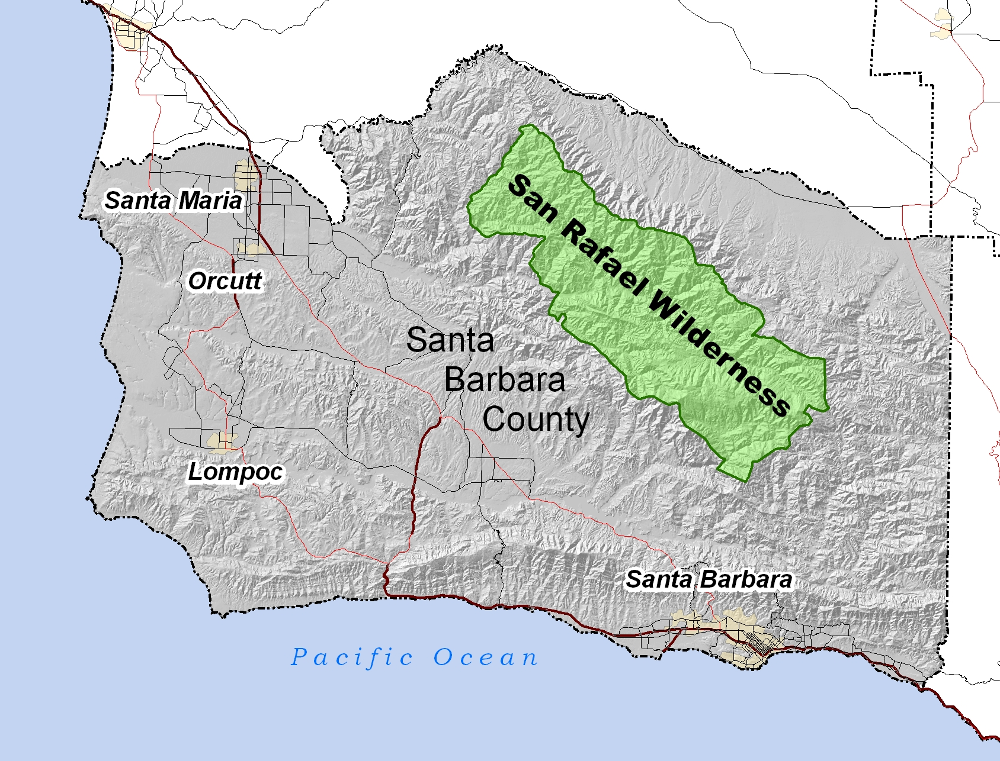 San Rafael Wilderness
Santa Maria
Orcutt
Santa
Barbara
County
Lompoc
Santa Barbara
Pacific Ocean